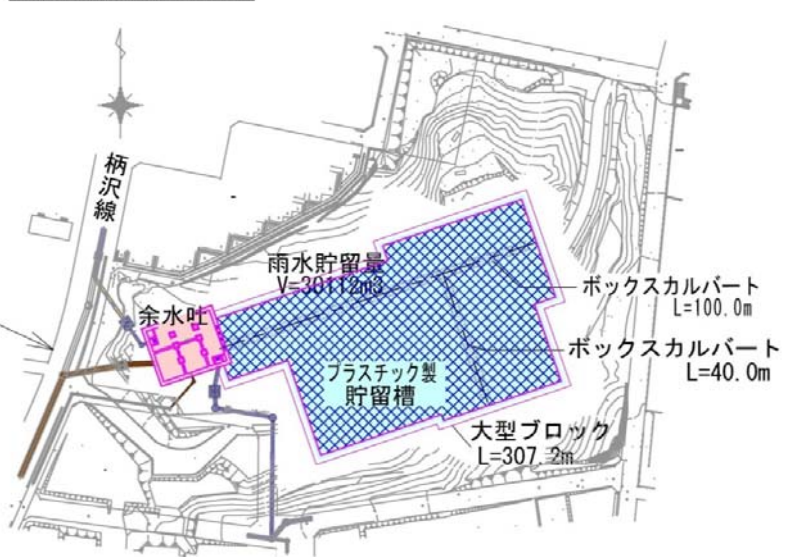 柄沢線
雨水貯留量
V=30112m3
余水吐
ボックスカルバート
L=100.0m
ボックスカルバート
L=40.0m
プラスチック製
貯留槽
大型ブロック
L=307.2m